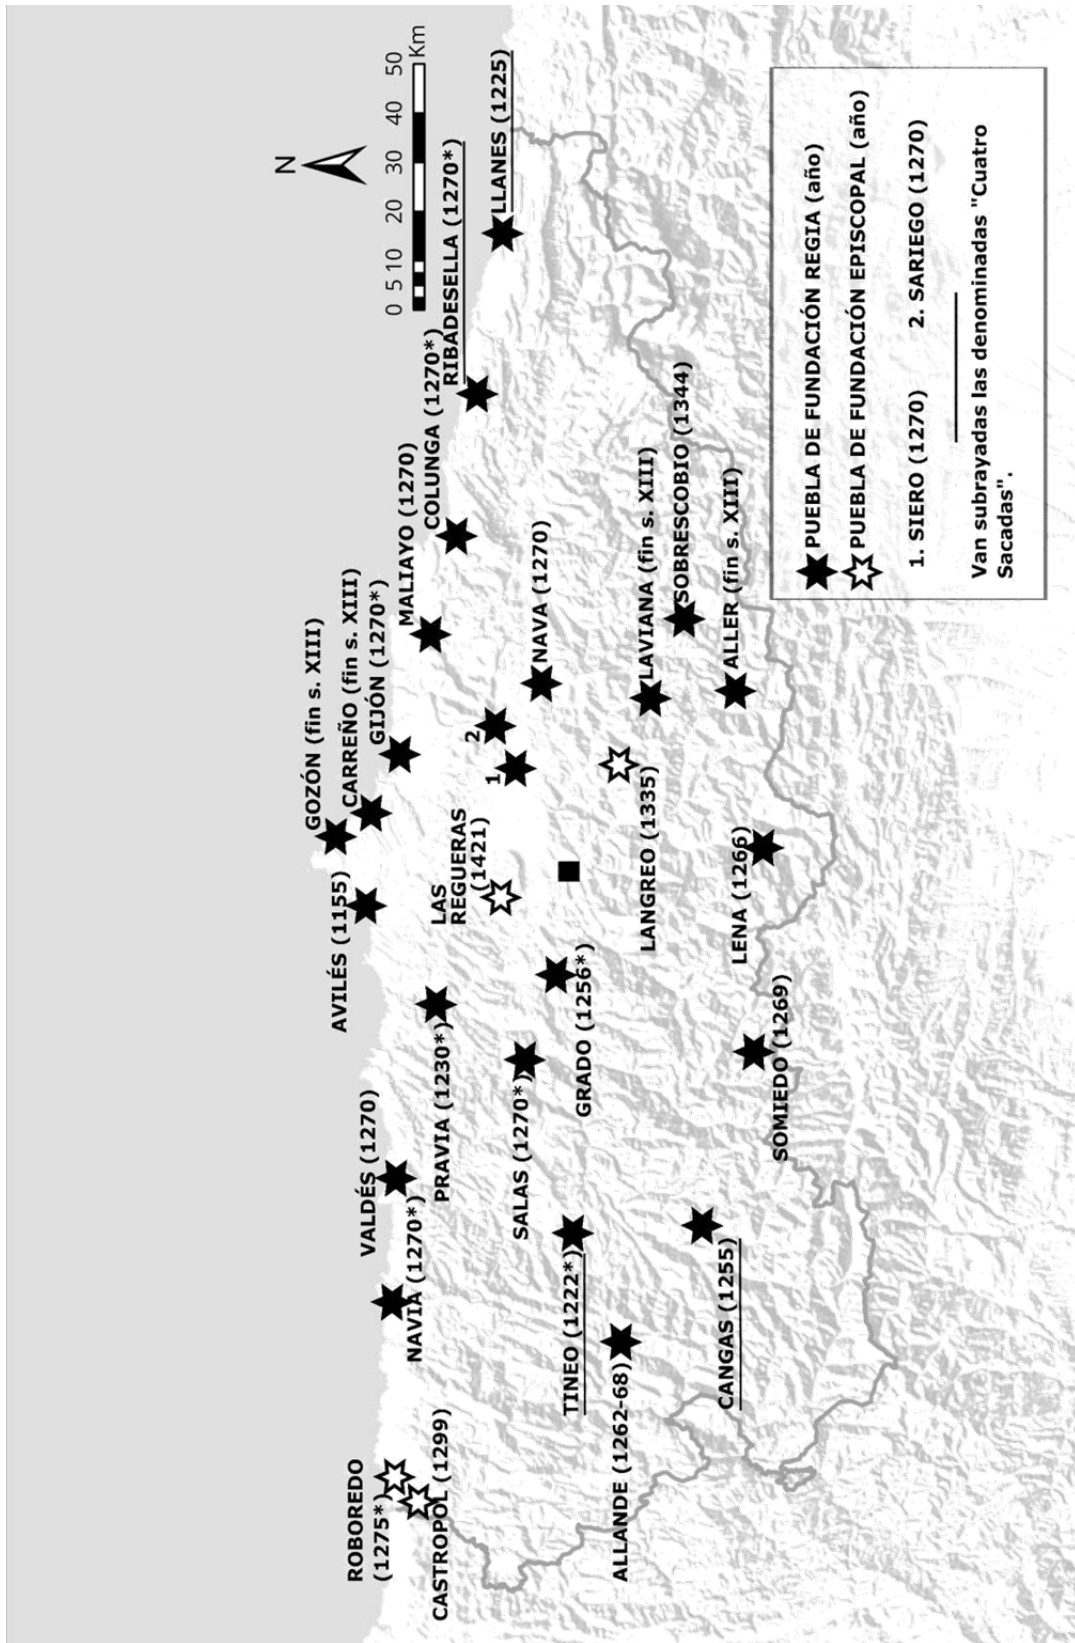 ROBOREDO
(1275*)
CASTROPOL (1299)
NAVIA (1270*)
VALDÉS (1270)
PRAVIA (1230*)
AVILÉS (1155)
GOZÓN (fin s. XIII)
CARREÑO (fin s. XIII)
GIJÓN (1270*)
MALIAYO (1270)
COLUNGA (1270*)
RIBADESELLA (1270*)
LLANES (1225)
N
0 5 10 20 30 40 50
Km
LAS
REGUERAS
(1421)
1
2
NAVA (1270)
SALAS (1270*)
GRADO (1256*)
TINEO (1222*)
ALLANDE (1262-68)
CANGAS (1255)
SOMIEDO (1269)
LENA (1266)
LANGREO (1335)
LAVIANA (fin s. XIII)
SOBRESCOBIO (1344)
ALLER (fin s. XIII)
PUEBLA DE FUNDACIÓN REGIA (año)
PUEBLA DE FUNDACIÓN EPISCOPAL (año)
1. SIERO (1270) 2. SARIEGO (1270)
Van subrayadas las denominadas "Cuatro
Sacadas".